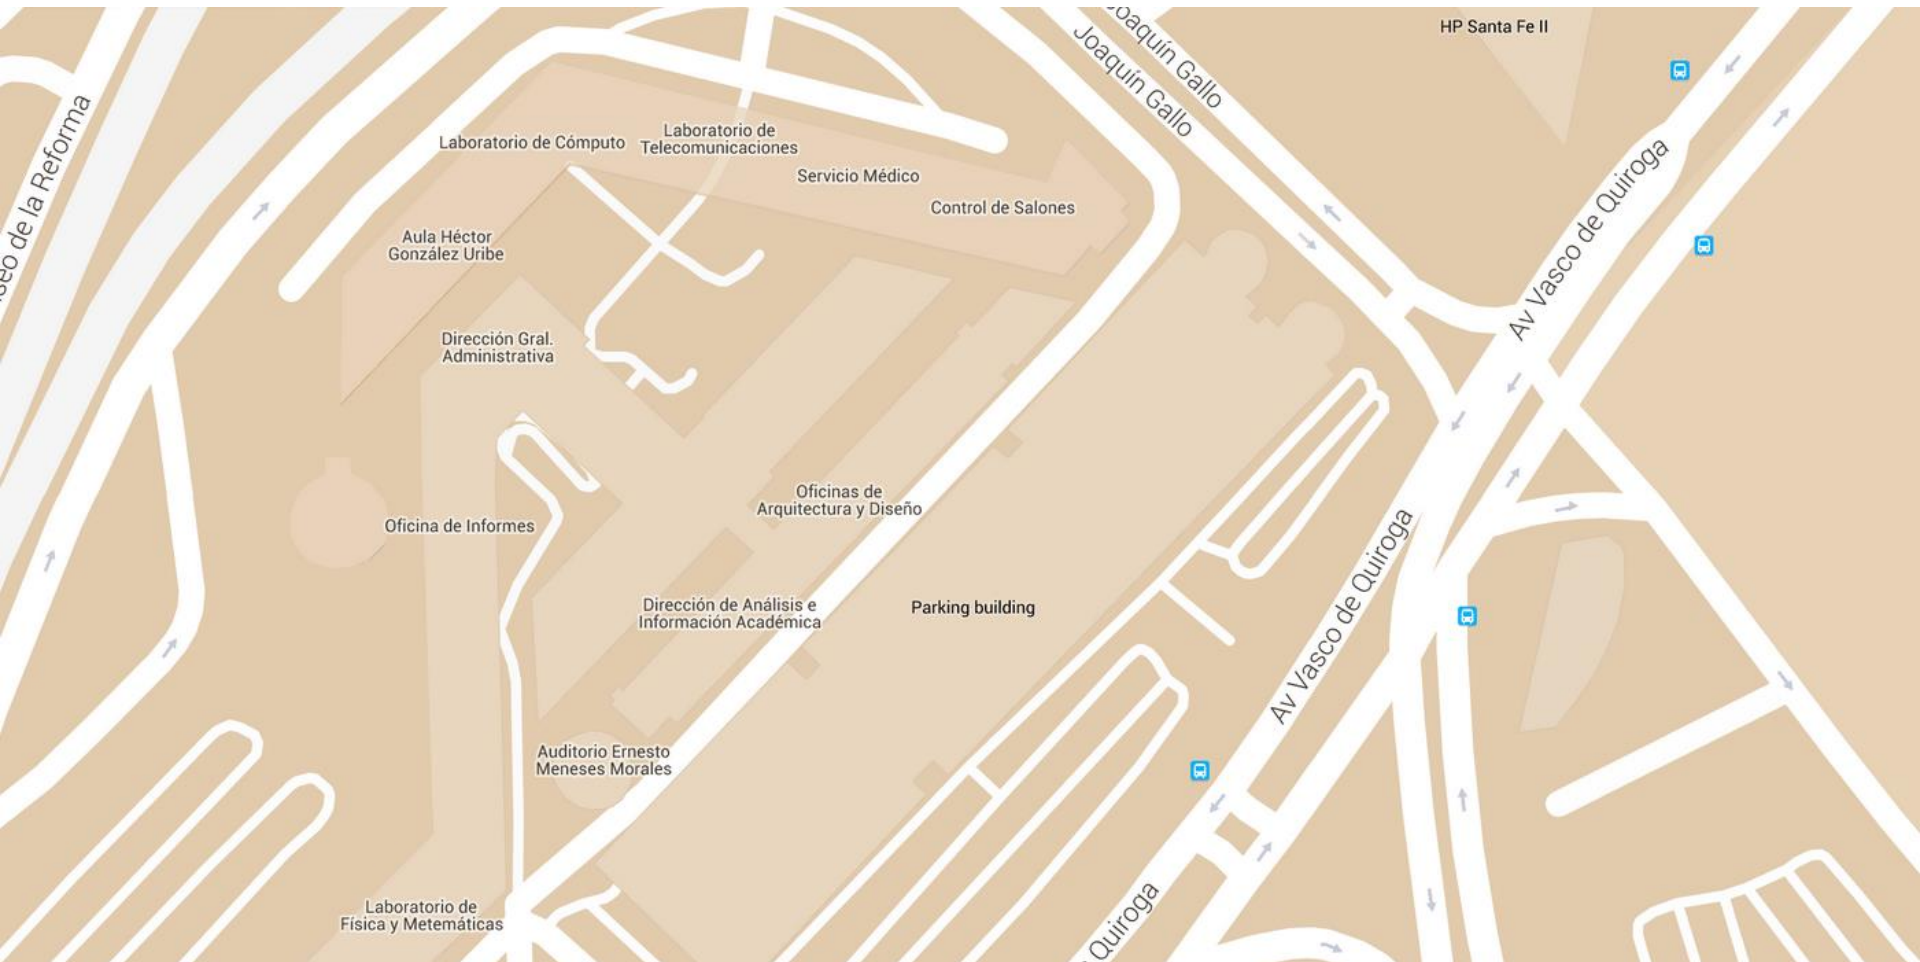 HP Santa Fe II
Joaquín Gallo
Joaquín Gallo
Laboratorio de Cómputo
Laboratorio de
Telecomunicaciones
Servicio Médico
Control de Salones
de la Reforma
Aula Héctor
González Uribe
Av Vasco de Quiroga
Dirección Gral.
Administrativa
Oficinas de
Arquitectura y Diseño
Oficina de Informes
Av Vasco de Quiroga
Dirección de Análisis e
Información Académica
Parking building
Auditorio Ernesto
Meneses Morales
Laboratorio de
Física y Metemáticas
Quiroga